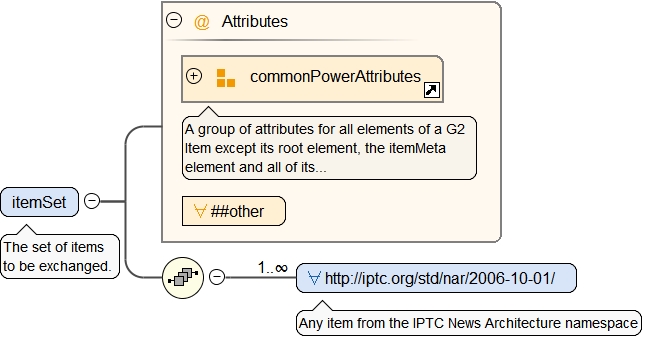 @ Attributes
commonPowerAttributes
A group of attributes for all elements of a G2
Item except its root element, the itemMeta
element and all of its...
##other
itemSet
The set of items
to be exchanged.
1..∞
http://iptc.org/std/nar/2006-10-01/
Any item from the IPTC News Architecture namespace